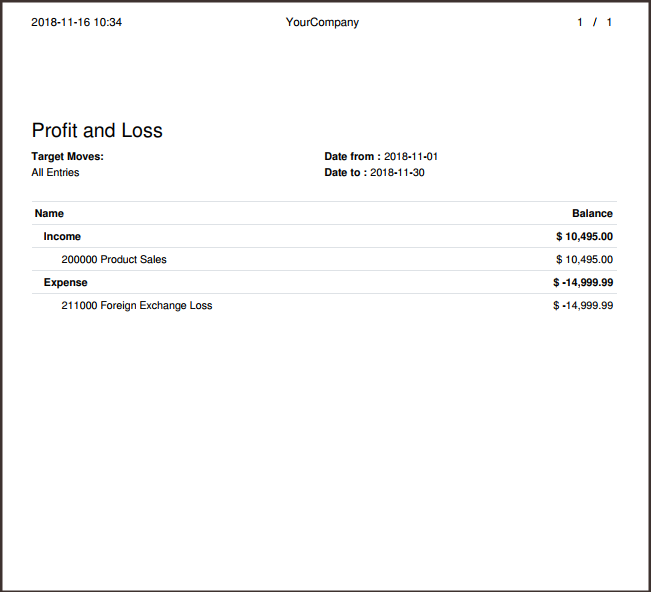 2018-11-16 10:34 YourCompany 1 / 1
Profit and Loss
Target Moves: Date from : 2018-11-01
All Entries Date to : 2018-11-30
Name Balance
Income $ 10,495.00
200000 Product Sales $ 10,495.00
Expense $ -14,999.99
211000 Foreign Exchange Loss $ -14,999.99